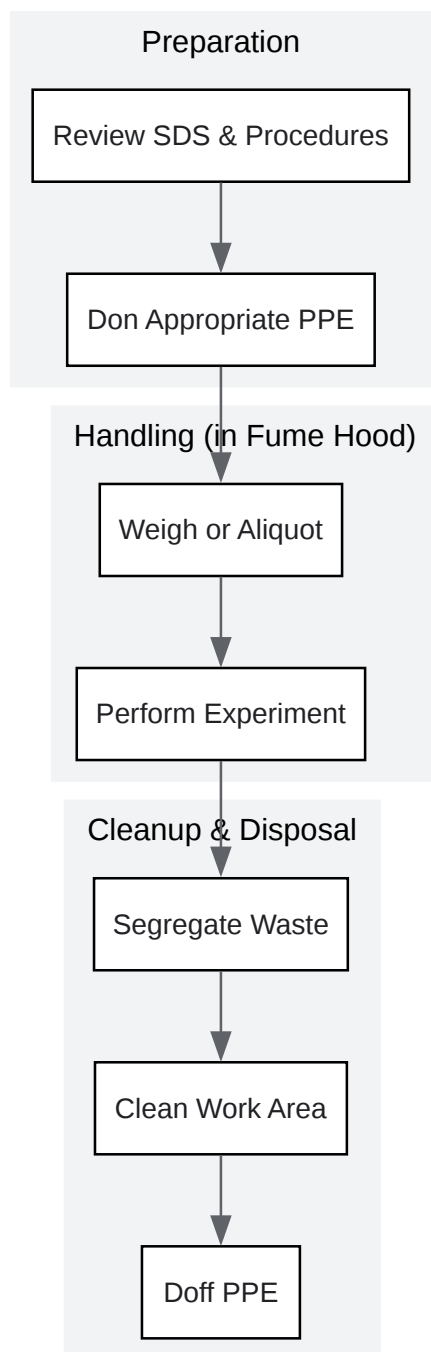 Preparation
Review SDS & Procedures
Don Appropriate PPE
Handling (in Fume Hood)
Weigh or Aliquot
Perform Experiment
Cleanup & Disposal
Segregate Waste
Clean Work Area
Doff PPE